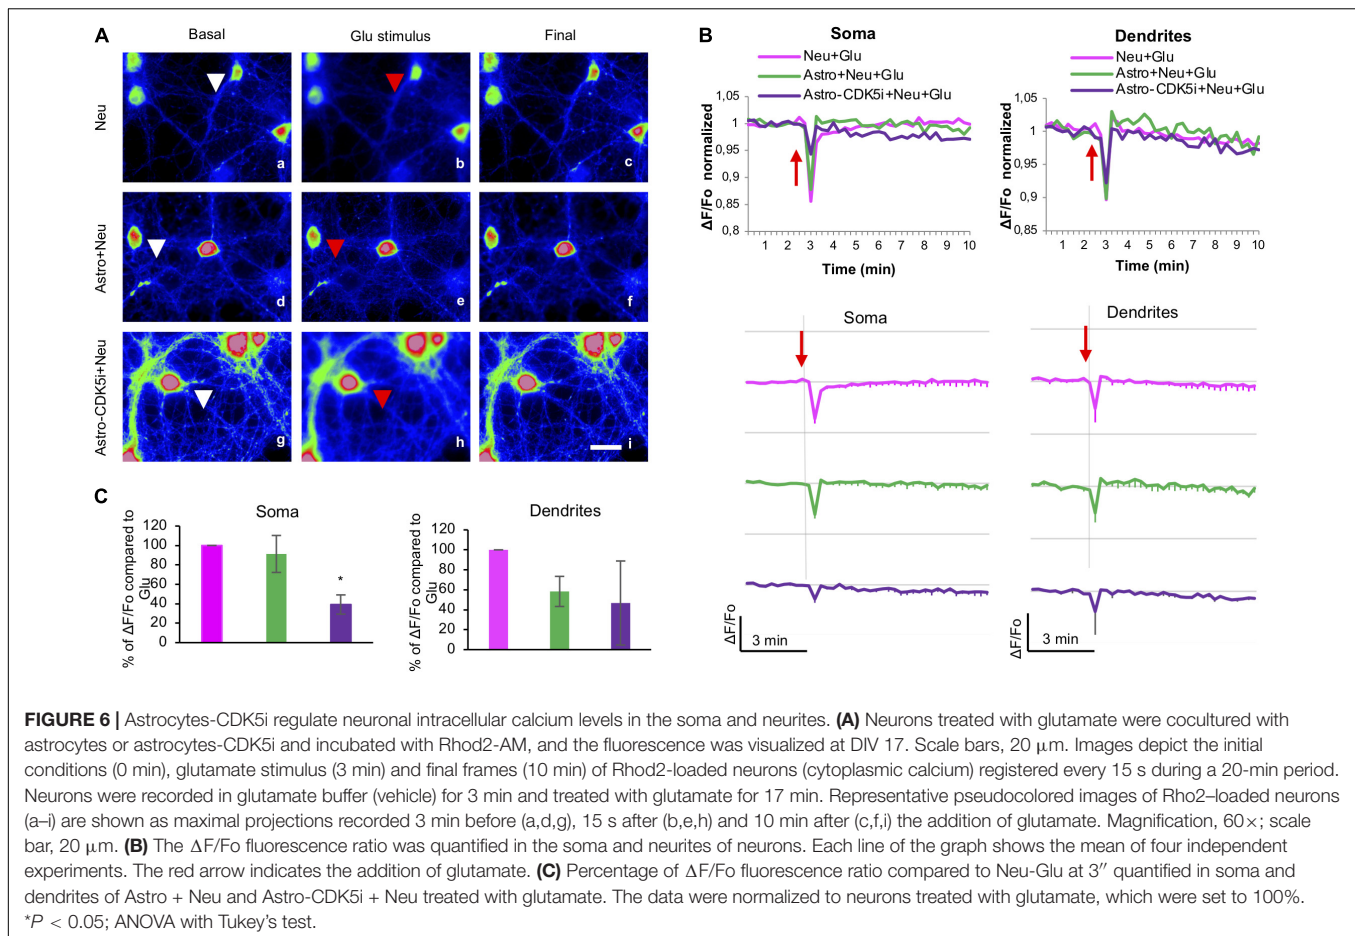 A
Basal
Glu stimulus
Final
Neu
a
b
c
Astro+Neu
d
e
f
Astro-CDK5i+Neu
g
h
i
B
Soma
Neu+Glu
Astro+Neu+Glu
Astro-CDK5i+Neu+Glu
ΔF/Fo normalized
1,05
1
0,95
0,9
0,85
0,8
1 2 3 4 5 6 7 8 9 10
Time (min)
Dendrites
Neu+Glu
Astro+Neu+Glu
Astro-CDK5i+Neu+Glu
ΔF/Fo normalized
1,05
1
0,95
0,90
0,85
1 2 3 4 5 6 7 8 9 10
Time (min)
Soma
ΔF/Fo
3 min
Dendrites
ΔF/Fo
3 min
C
Soma
% of ΔF/Fo compared to
Glu
120
100
80
60
40
20
0
*
Dendrites
% of ΔF/Fo compared to
Glu
120
100
80
60
40
20
0
FIGURE 6 | Astrocytes-CDK5i regulate neuronal intracellular calcium levels in the soma and neurites. (A) Neurons treated with glutamate were cocultured with
astrocytes or astrocytes-CDK5i and incubated with Rhod2-AM, and the fluorescence was visualized at DIV 17. Scale bars, 20 μm. Images depict the initial
conditions (0 min), glutamate stimulus (3 min) and final frames (10 min) of Rhod2-loaded neurons (cytoplasmic calcium) registered every 15 s during a 20-min period.
Neurons were recorded in glutamate buffer (vehicle) for 3 min and treated with glutamate for 17 min. Representative pseudocolored images of Rho2–loaded neurons
(a–i) are shown as maximal projections recorded 3 min before (a,d,g), 15 s after (b,e,h) and 10 min after (c,f,i) the addition of glutamate. Magnification, 60×; scale
bar, 20 μm. (B) The ΔF/Fo fluorescence ratio was quantified in the soma and neurites of neurons. Each line of the graph shows the mean of four independent
experiments. The red arrow indicates the addition of glutamate. (C) Percentage of ΔF/Fo fluorescence ratio compared to Neu-Glu at 3″ quantified in soma and
dendrites of Astro + Neu and Astro-CDK5i + Neu treated with glutamate. The data were normalized to neurons treated with glutamate, which were set to 100%.
*P < 0.05; ANOVA with Tukey's test.